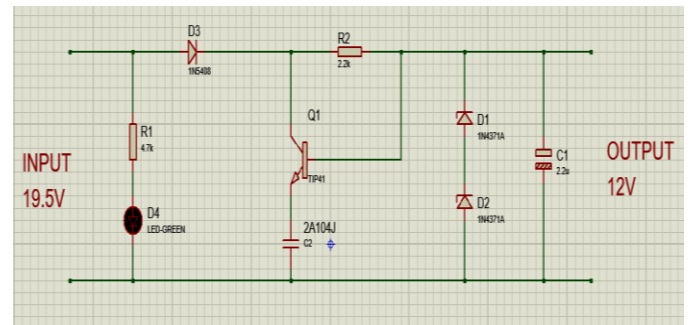 D3
1N5408
R2
2.2k
Q1
TIP41
R1
4.7k
D1
1N4371A
INPUT
19.5V
C1
2.2u
OUTPUT
12V
D4
LED-GREEN
D2
1N4371A
2A104J
C2